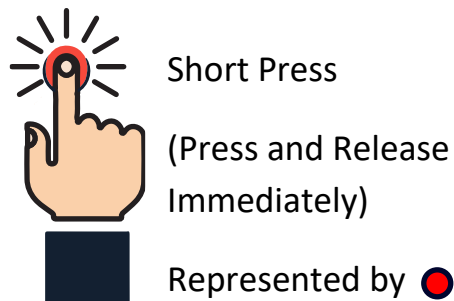 Short Press
(Press and Release
Immediately)
Represented by